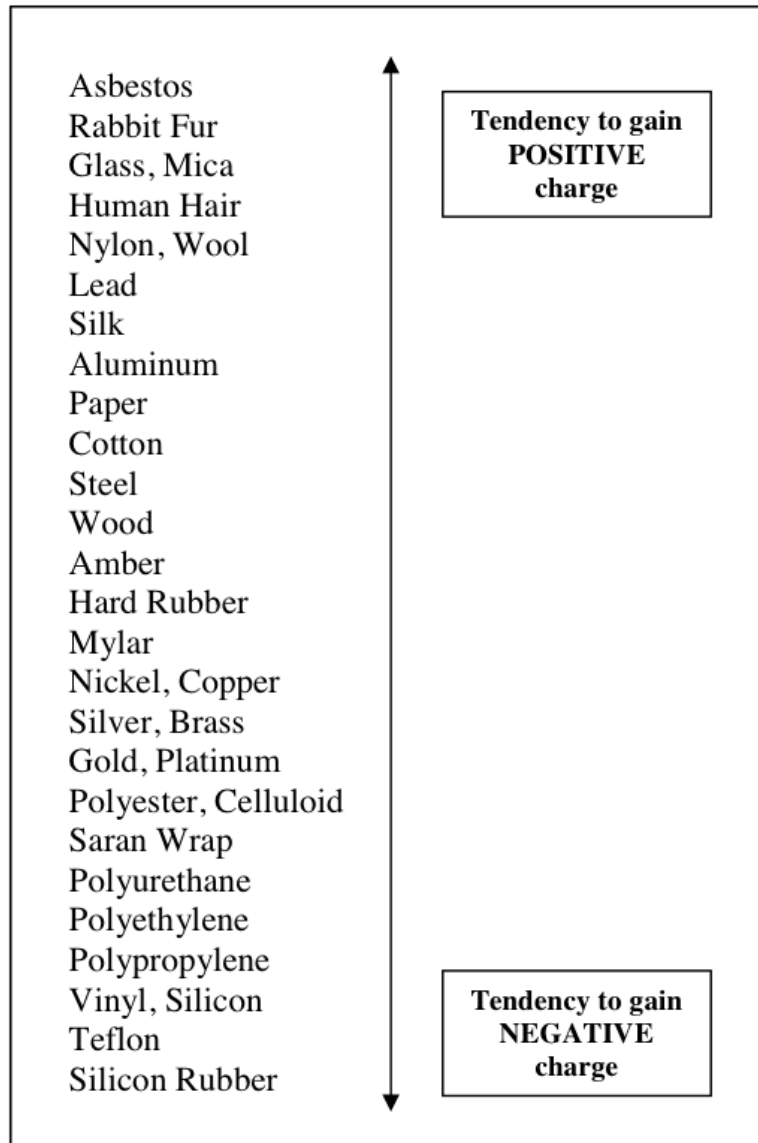 Asbestos
Rabbit Fur
Glass, Mica
Human Hair
Nylon, Wool
Lead
Silk
Aluminum
Paper
Cotton
Steel
Wood
Amber
Hard Rubber
Mylar
Nickel, Copper
Silver, Brass
Gold, Platinum
Polyester, Celluloid
Saran Wrap
Polyurethane
Polyethylene
Polypropylene
Vinyl, Silicon
Teflon
Silicon Rubber
Tendency to gain
POSITIVE
charge
Tendency to gain
NEGATIVE
charge